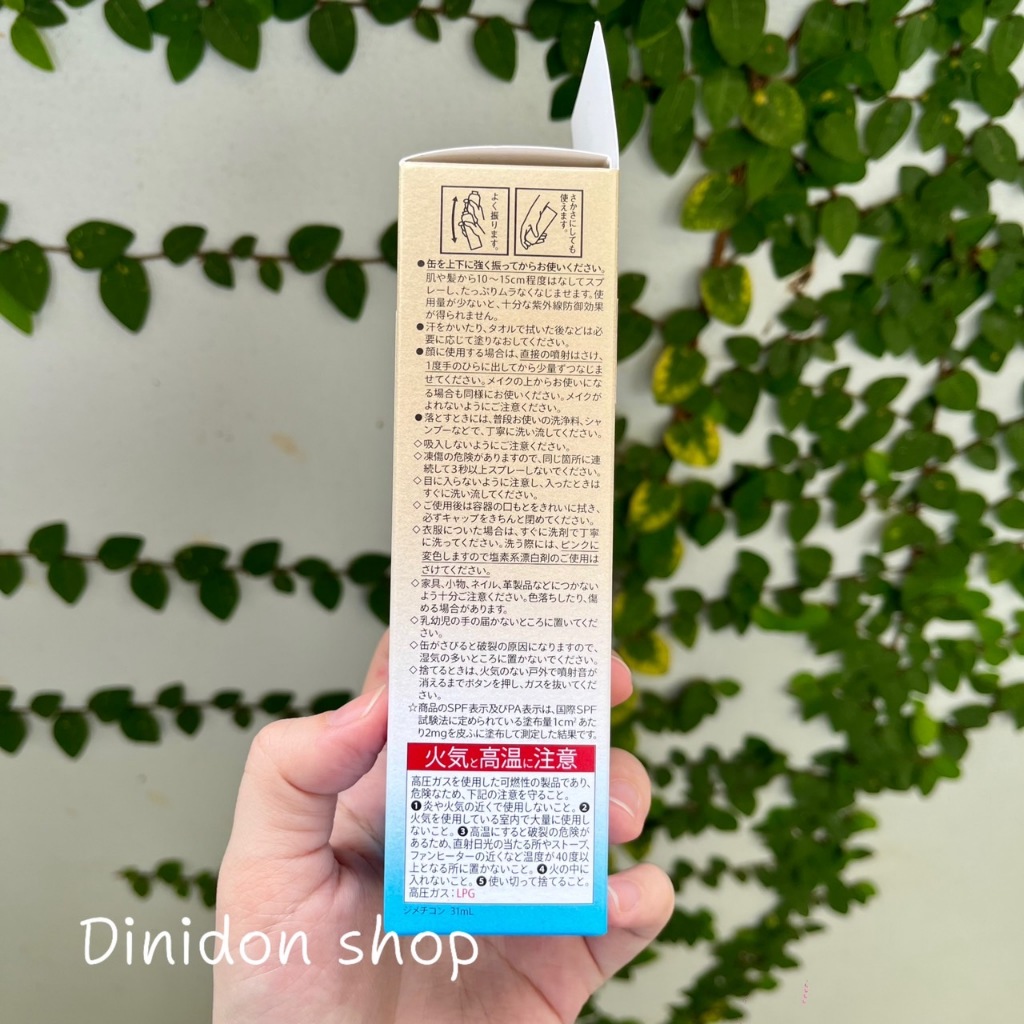 よく振ります。
さかさにしても
使えます。
●缶を上下に強く振ってからお使いください。
肌や髪から10～15cm程度はなしてスプ
レーし、たっぷりムラなくなじませます。使
用量が少ないと、十分な紫外線防御効果
が得られません。
●汗をかいたり、タオルで拭いた後などは必
要に応じて塗りなおしてください。
●顔に使用する場合は、直接の噴射はさけ、
1度手のひらに出してから少量ずつなじま
せてください。メイクの上からお使いにな
る場合も同様にお使いください。メイクが
よれないようにご注意ください。
●落とすときには、普段お使いの洗浄料、シャ
ンプーなどで、丁寧に洗い流してください。
◇吸入しないようにご注意ください。
◇凍傷の危険がありますので、同じ箇所に連
続して3秒以上スプレーしないでください。
◇目に入らないように注意し、入ったときは
すぐに洗い流してください。
◇ご使用後は容器の口もとをきれいに拭き、
必ずキャップをきちんと閉めてください。
◇衣服についた場合は、すぐに洗剤で丁寧
に洗ってください。洗う際には、ピンクに
変色しますので塩素系漂白剤のご使用は
さけてください。
◇家具、小物、ネイル、革製品などにつかない
よう十分ご注意ください。色落ちしたり、傷
める場合があります。
◇乳幼児の手の届かないところに置いてくだ
さい。
◇缶がさびると破裂の原因になりますので、
湿気の多いところに置かないでください。
◇捨てるときは、火気のない戸外で噴射音が
消えるまでボタンを押し、ガスを抜いてくだ
さい。
☆商品のSPF表示及びPA表示は、国際SPF
試験法に定められている塗布量1cm²あた
り2mgを皮ふに塗布して測定した結果です。
火気と高温に注意
高圧ガスを使用した可燃性の製品であり、
危険なため、下記の注意を守ること。
❶炎や火気の近くで使用しないこと。❷
火気を使用している室内で大量に使用し
ないこと。❸高温にすると破裂の危険が
あるため、直射日光の当たる所やストーブ、
ファンヒーターの近くなど温度が40度以
上となる所に置かないこと。❹火の中に
入れないこと。❺使い切って捨てること。
高圧ガス:LPG
ジメチコン 31mL
Dinidon shop